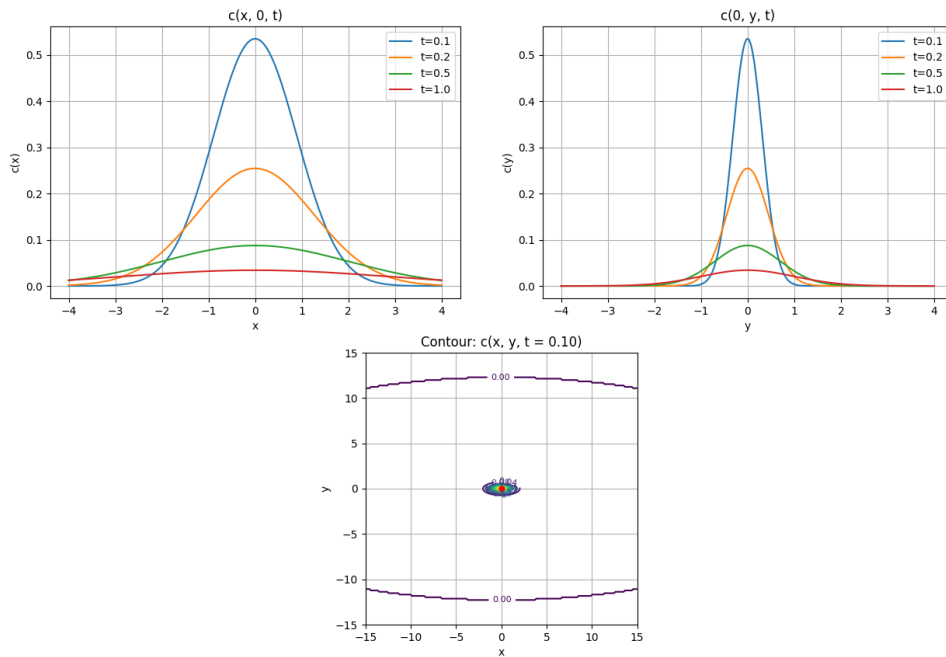 c(x, 0, t)
c(x)
0.5
0.4
0.3
0.2
0.1
0.0
t=0.1
t=0.2
t=0.5
t=1.0
−4 −3 −2 −1 0 1 2 3 4
x
c(0, y, t)
c(y)
0.5
0.4
0.3
0.2
0.1
0.0
t=0.1
t=0.2
t=0.5
t=1.0
−4 −3 −2 −1 0 1 2 3 4
y
Contour: c(x, y, t = 0.10)
y
15
10
5
0
−5
−10
−15
0.00
0.00
−15 −10 −5 0 5 10 15
x